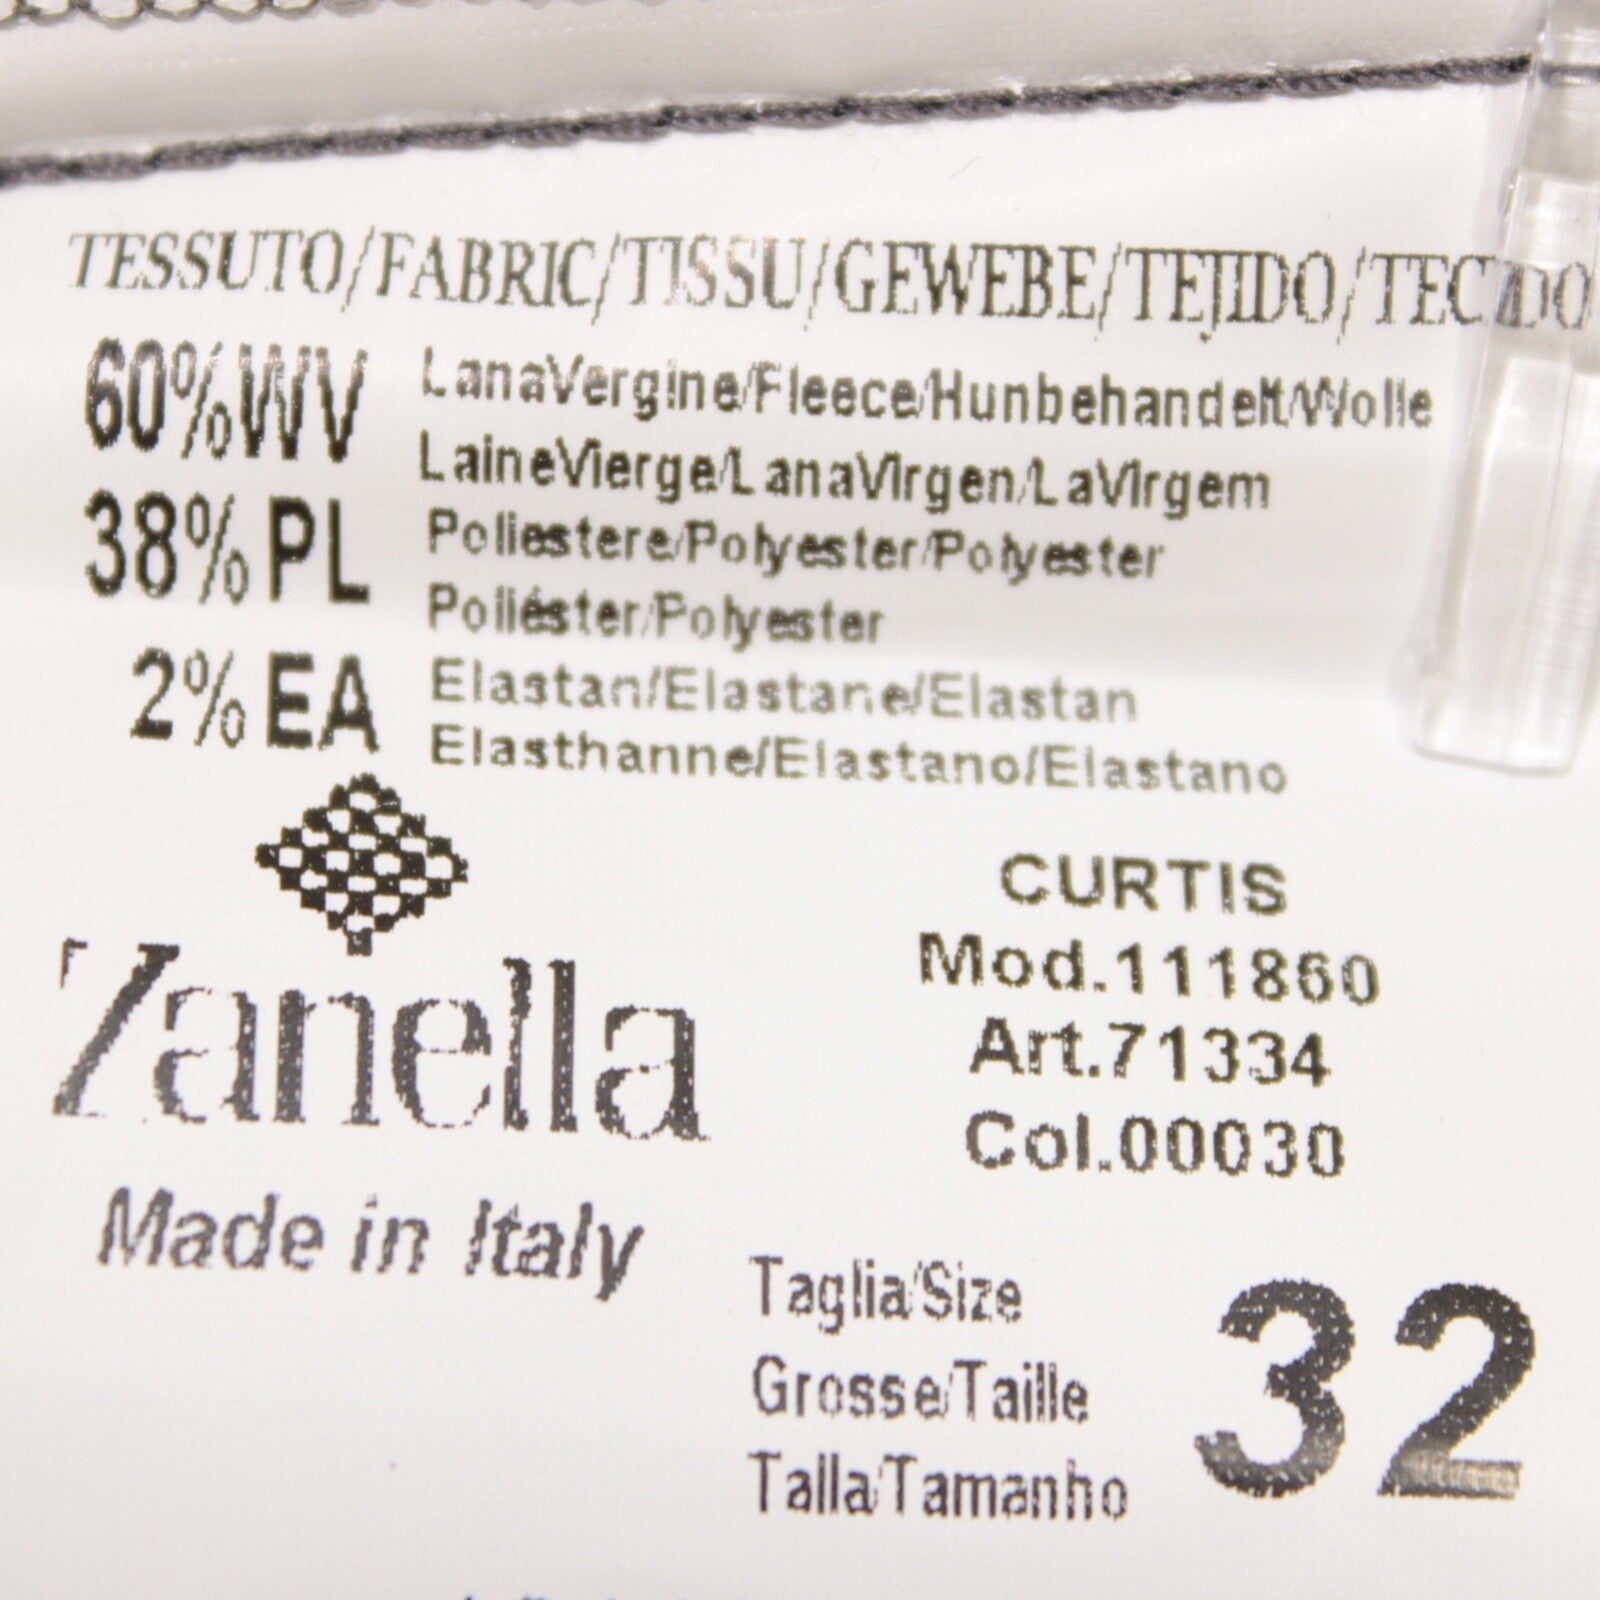 TESSUTO/FABRIC/TISSU/GEWEBE/TEJIDO/TECIDO
60%WV LanaVergine/Fleece/Hunbehandelt/Wolle
LaineVierge/LanaVirgen/LaVirgem
38%PL Poliestere/Polyester/Polyester
Poliéster/Polyester
2%EA Elastan/Elastane/Elastan
Elasthanne/Elastano/Elastano
Zanella
Made in Italy
CURTIS
Mod.111860
Art.71334
Col.00030
Taglia/Size
Grosse/Taille
Talla/Tamanho
32